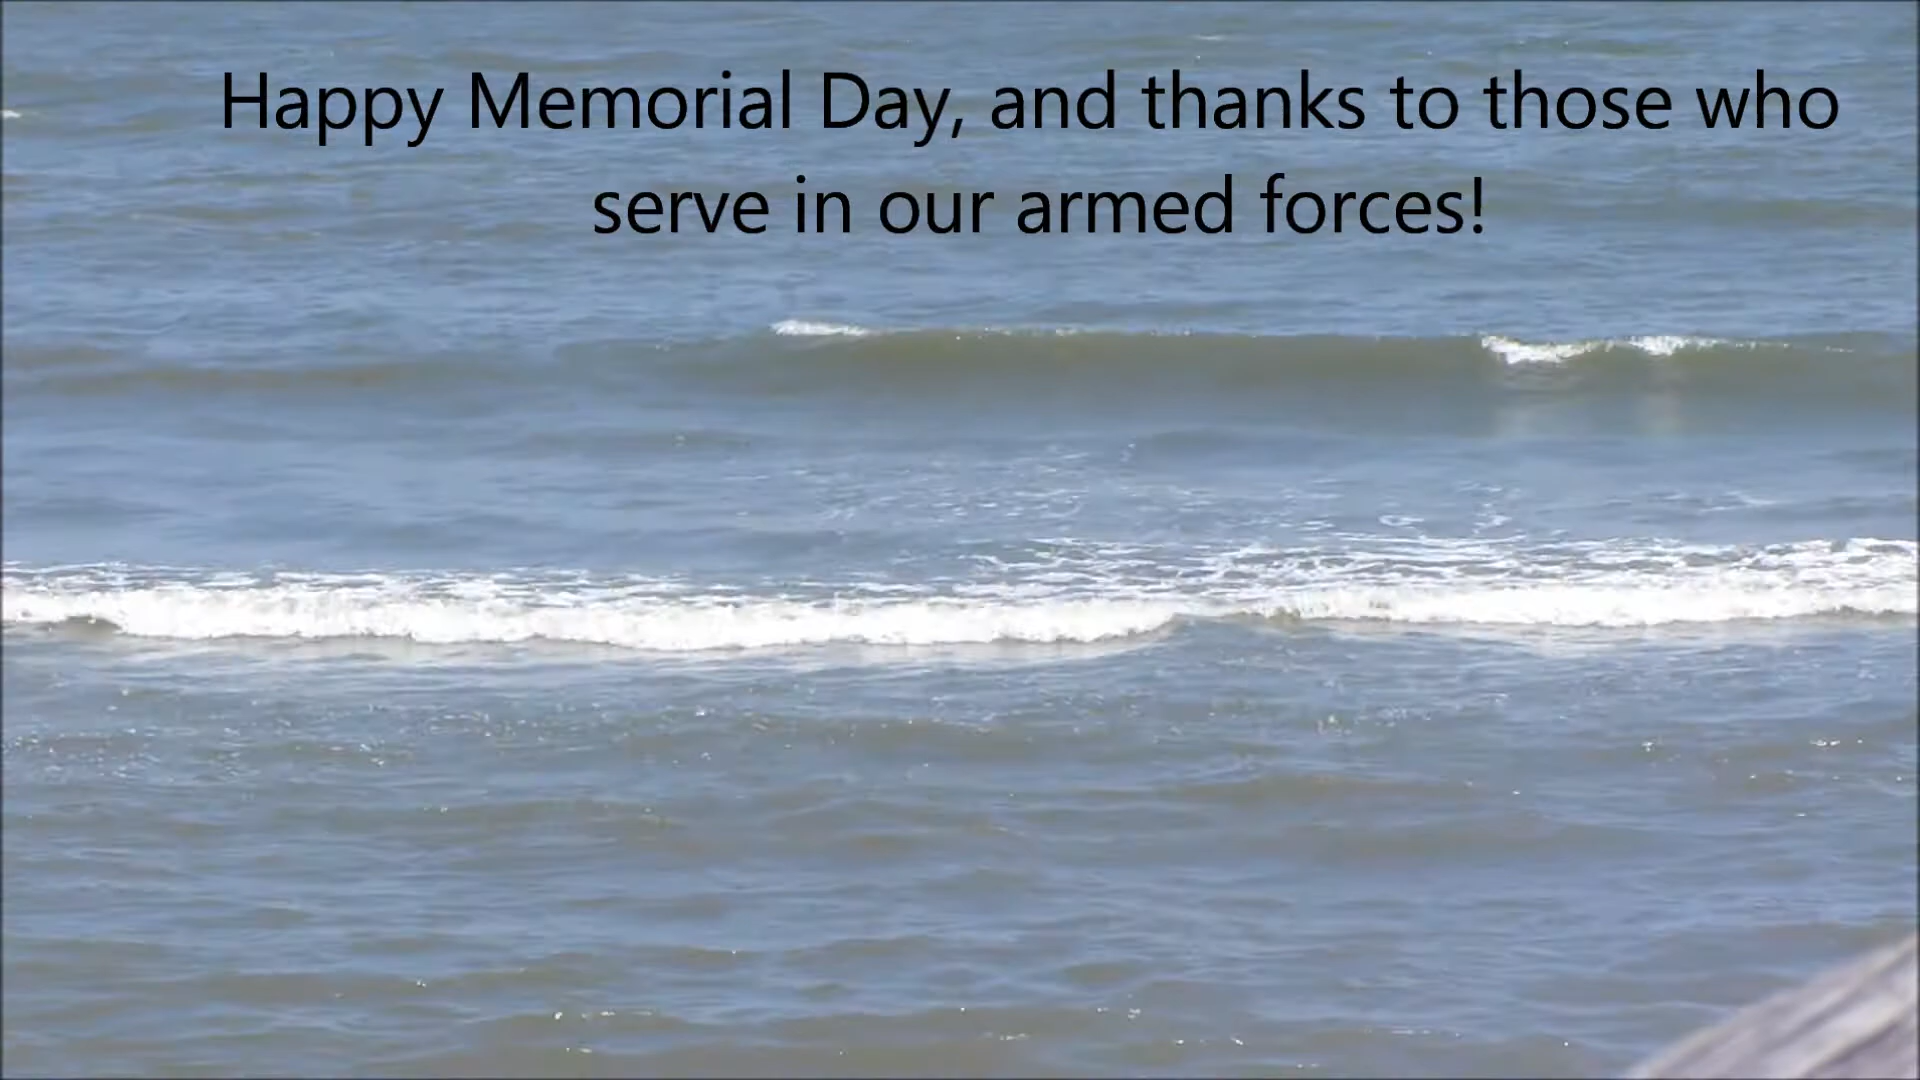 Happy Memorial Day, and thanks to those who
serve in our armed forces!